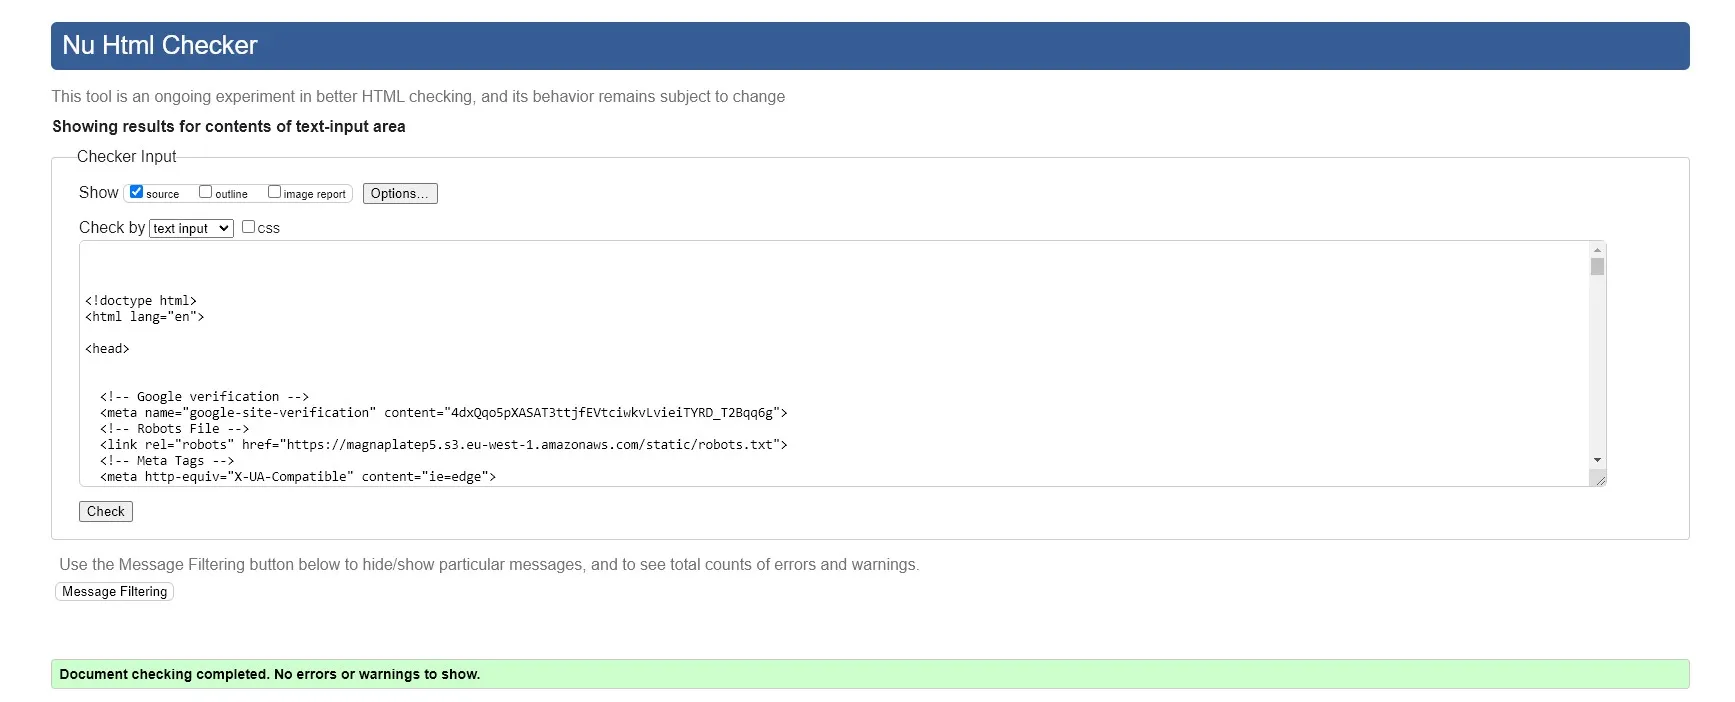 Nu Html Checker
This tool is an ongoing experiment in better HTML checking, and its behavior remains subject to change
Showing results for contents of text-input area
Checker Input
Show source outline image report Options...
Check by text input css
<!doctype html>
<html lang="en">
<head>
<!-- Google verification -->
<meta name="google-site-verification" content="4dxQqo5pXASAT3ttjfEVtciwkvLvieiTYRD_T2Bqq6g">
<!-- Robots File -->
<link rel="robots" href="https://magnaplatep5.s3.eu-west-1.amazonaws.com/static/robots.txt">
<!-- Meta Tags -->
<meta http-equiv="X-UA-Compatible" content="ie=edge">
Check
Use the Message Filtering button below to hide/show particular messages, and to see total counts of errors and warnings.
Message Filtering
Document checking completed. No errors or warnings to show.